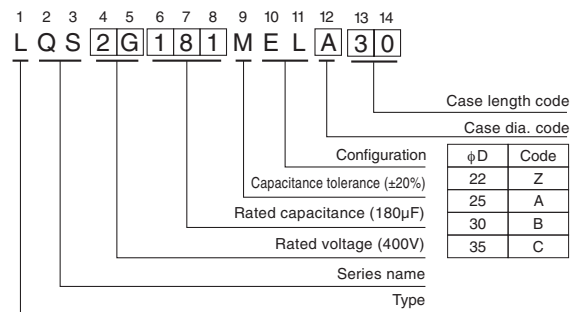 1 2 3 4 5 6 7 8 9 10 11 12 13 14
L Q S 2 G 1 8 1 M E L A 3 0
Case length code
Case dia. code
Configuration
Capacitance tolerance (±20%)
Rated capacitance (180µF)
Rated voltage (400V)
Series name
Type
ϕD Code
22 Z
25 A
30 B
35 C